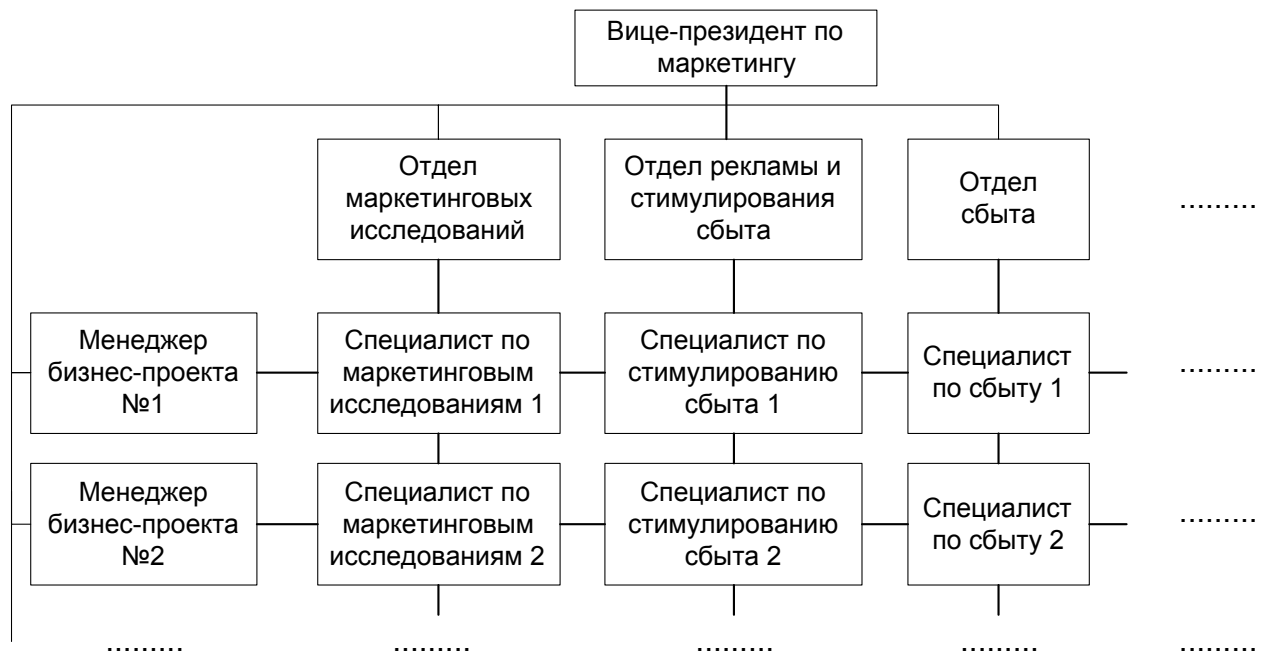 Вице-президент по
маркетингу
Отдел
маркетинговых
исследований
Отдел рекламы и
стимулирования
сбыта
Отдел
сбыта
.........
Менеджер
бизнес-проекта
№1
Специалист по
маркетинговым
исследованиям 1
Специалист по
стимулированию
сбыта 1
Специалист
по сбыту 1
.........
Менеджер
бизнес-проекта
№2
Специалист по
маркетинговым
исследованиям 2
Специалист по
стимулированию
сбыта 2
Специалист
по сбыту 2
.........
......... ......... ......... ......... .........